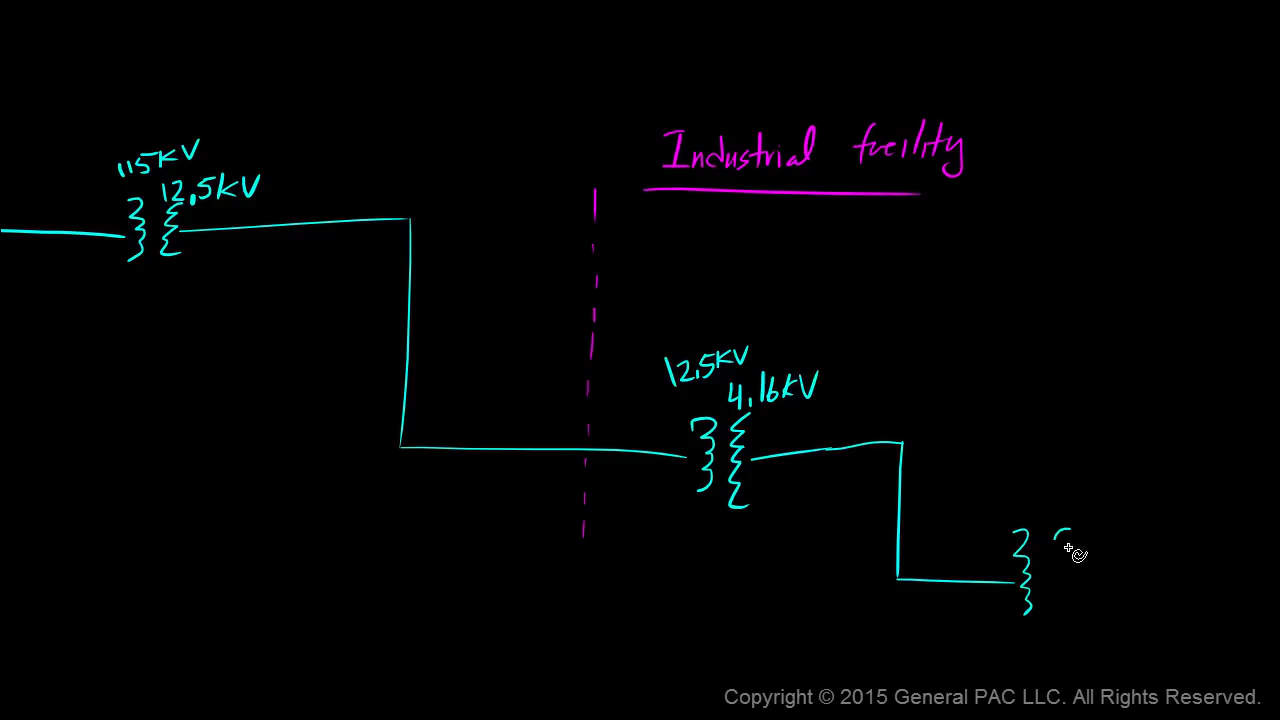 Industrial facility
115kV
12.5kV
12.5kV
4.16kV
Copyright © 2015 General PAC LLC. All Rights Reserved.